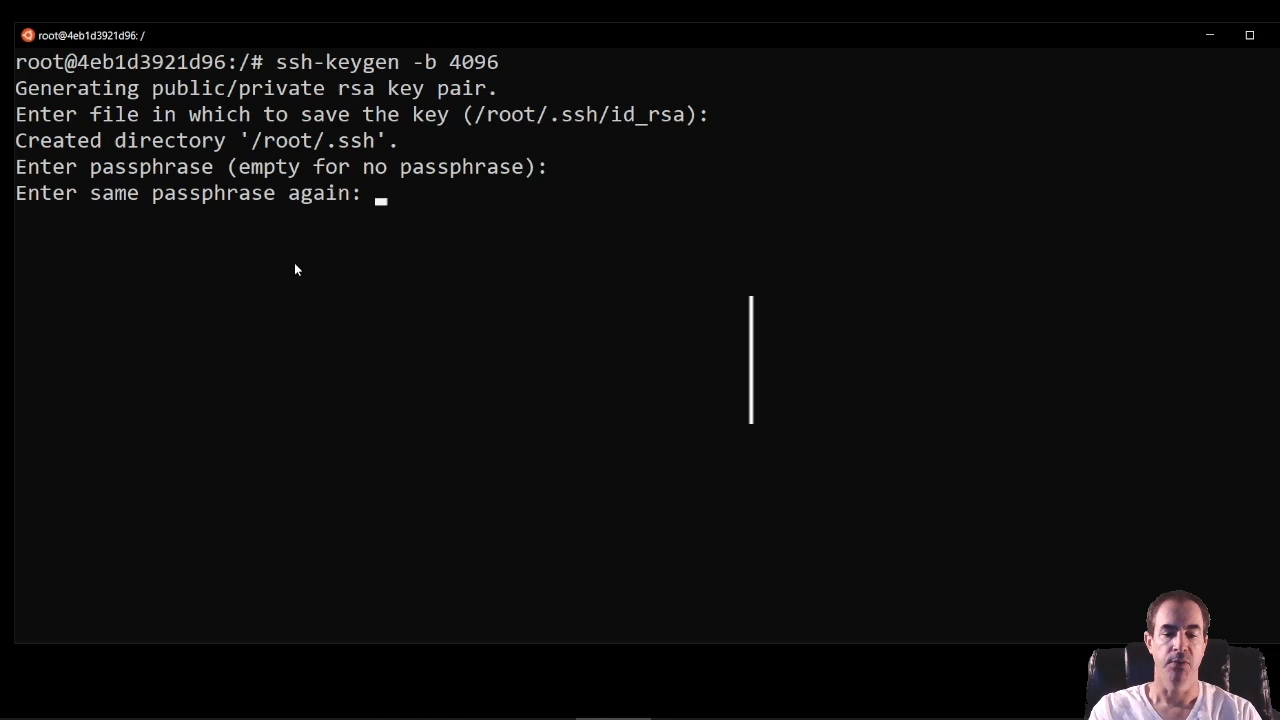 root@4eb1d3921d96: /
root@4eb1d3921d96:/# ssh-keygen -b 4096
Generating public/private rsa key pair.
Enter file in which to save the key (/root/.ssh/id_rsa):
Created directory '/root/.ssh'.
Enter passphrase (empty for no passphrase):
Enter same passphrase again: